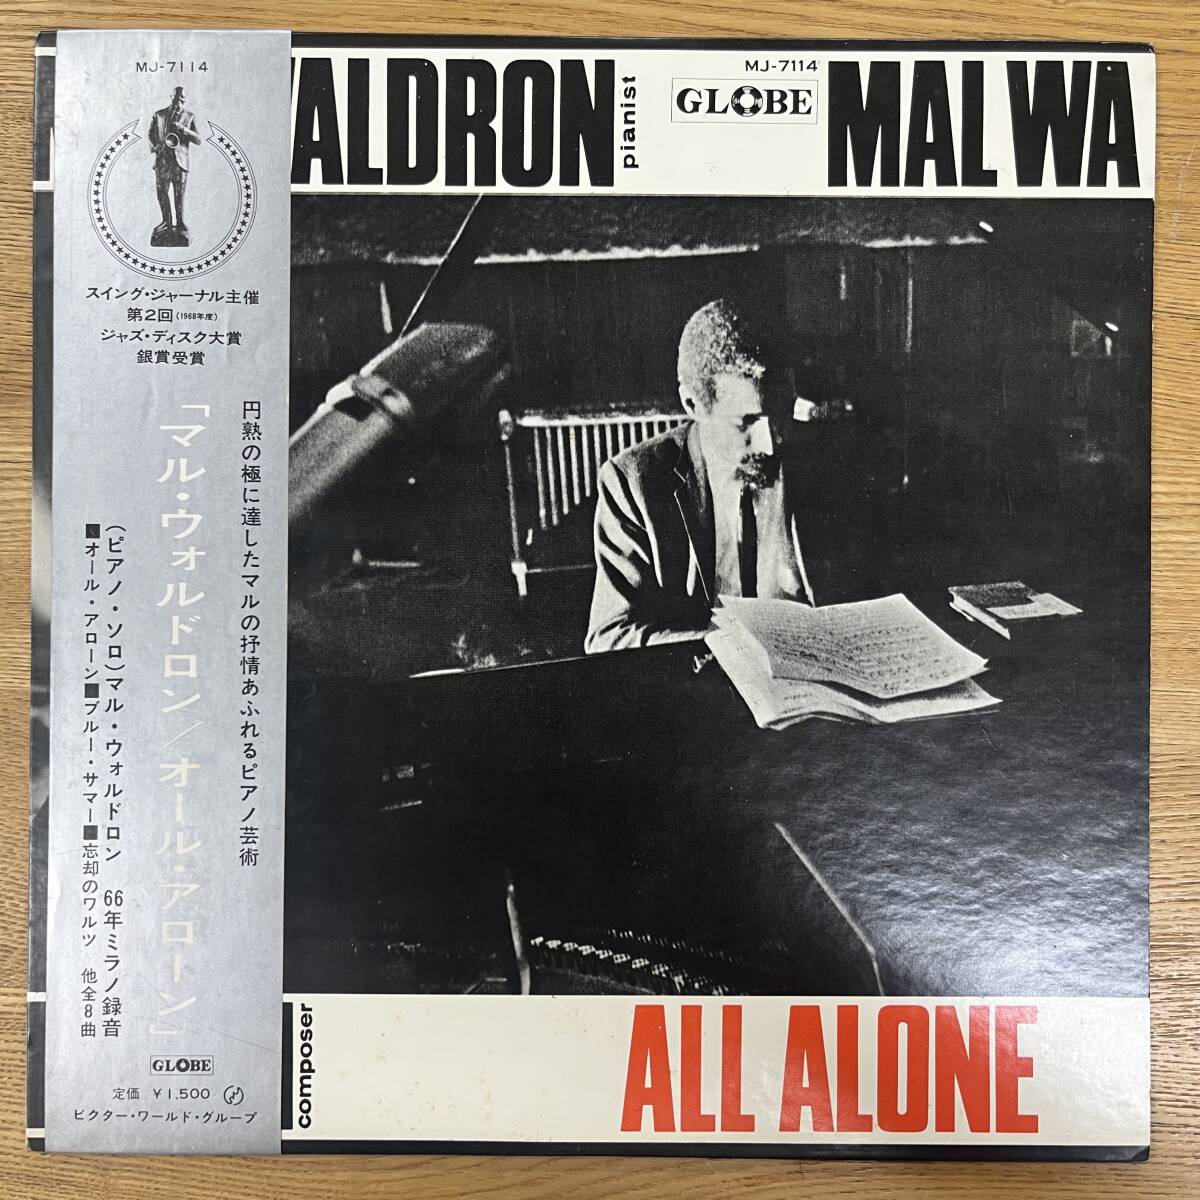 MJ-7114
スイング・ジャーナル主催
第2回(1968年度)
ジャズ・ディスク大賞
銀賞受賞
円熟の極に達したマルの抒情あふれるピアノ芸術
「マル・ウォルドロン/オール・アローン」
(ピアノ・ソロ)マル・ウォルドロン 66年ミラノ録音
■オール・アローン■ブルー・サマー■忘却のワルツ 他全8曲
GLOBE
定価 ¥1,500
ビクター・ワールド・グループ
ALDRON
pianist
MJ-7114
GLOBE
MAL WA
composer
ALL ALONE